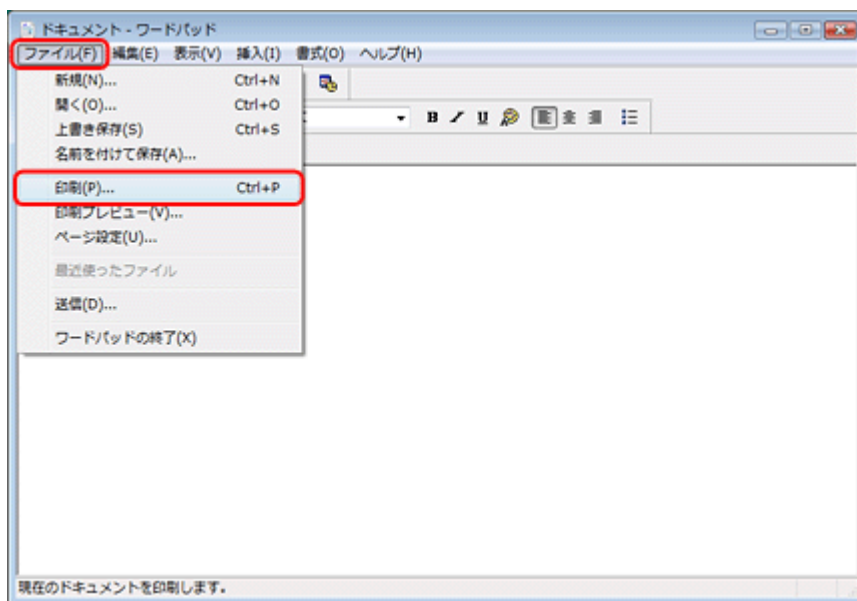 ドキュメント - ワードパッド
ファイル(F) 編集(E) 表示(V) 挿入(I) 書式(O) ヘルプ(H)
新規(N)... Ctrl+N
開く(O)... Ctrl+O
上書き保存(S) Ctrl+S
名前を付けて保存(A)...
B I U
印刷(P)... Ctrl+P
印刷プレビュー(V)...
ページ設定(U)...
最近使ったファイル
送信(D)...
ワードパッドの終了(X)
現在のドキュメントを印刷します。